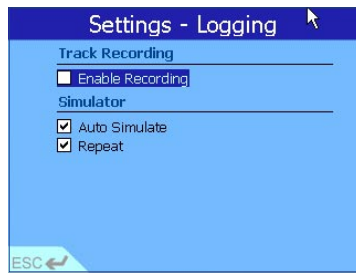 Settings - Logging
Track Recording
Enable Recording
Simulator
Auto Simulate
Repeat
ESC